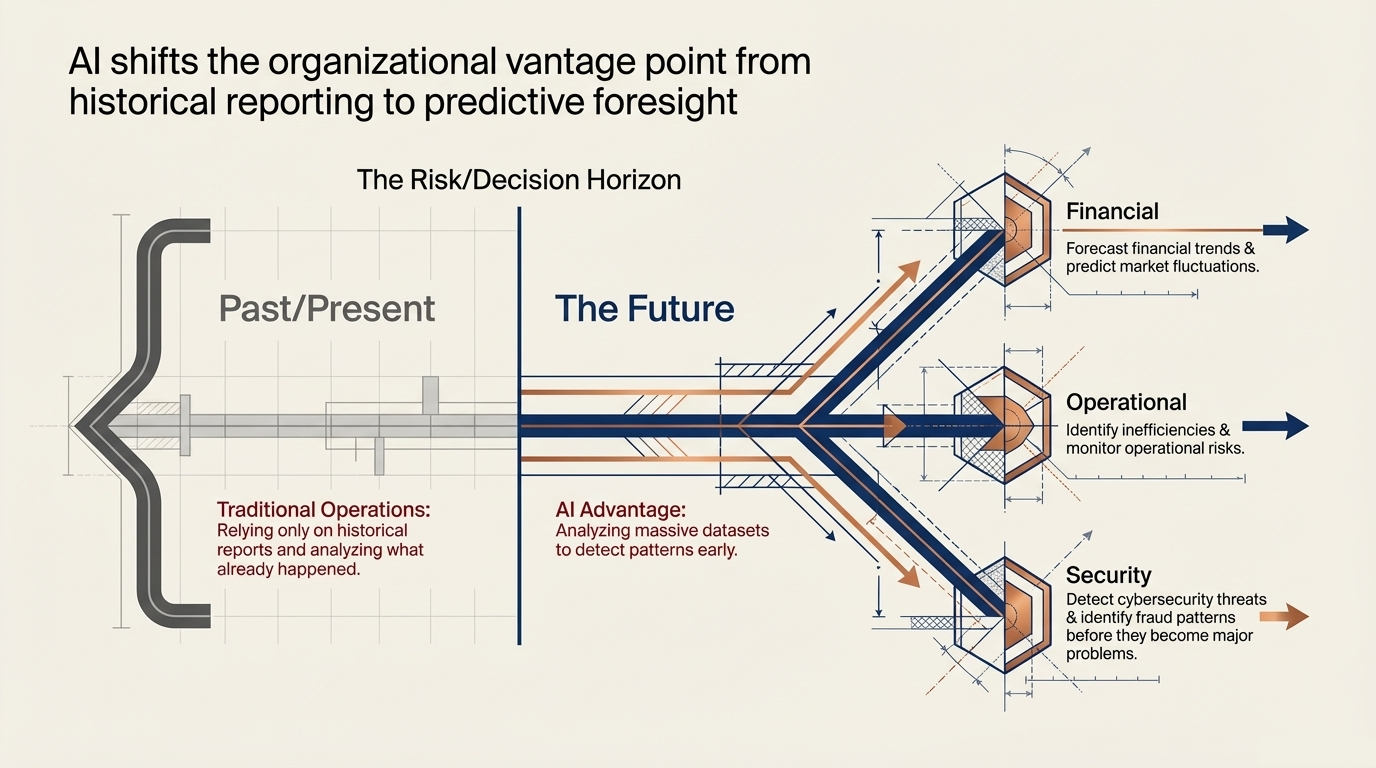 AI shifts the organizational vantage point from
historical reporting to predictive foresight
The Risk/Decision Horizon
Past/Present
The Future
Traditional Operations:
Relying only on historical
reports and analyzing what
already happened.
AI Advantage:
Analyzing massive datasets
to detect patterns early.
Financial
Forecast financial trends &
predict market fluctuations.
Operational
Identify inefficiencies &
monitor operational risks.
Security
Detect cybersecurity threats
& identify fraud patterns
before they become major
problems.